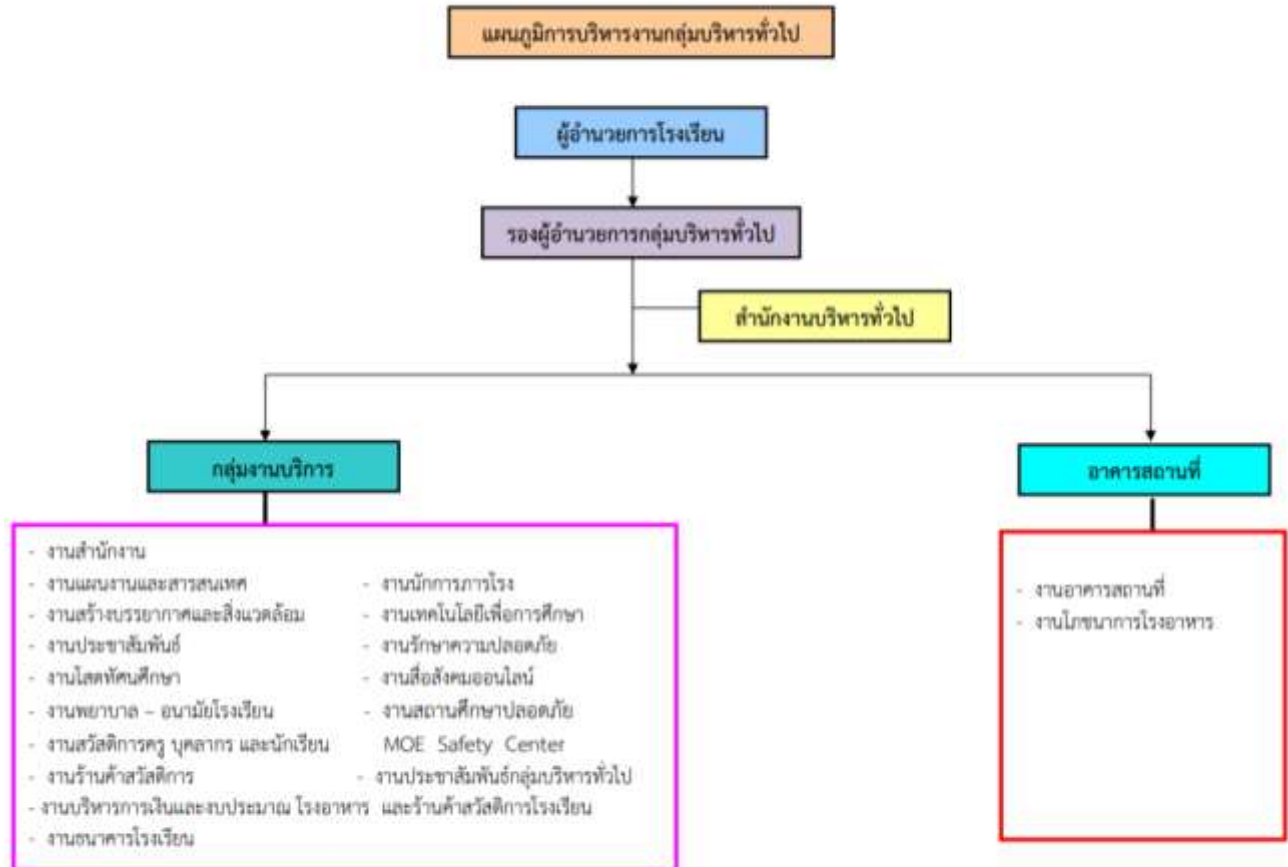 แผนภูมิการบริหารงานกลุ่มบริหารทั่วไป
ผู้อำนวยการโรงเรียน
รองผู้อำนวยการกลุ่มบริหารทั่วไป
สำนักงานบริหารทั่วไป
กลุ่มงานบริการ
- งานสำนักงาน
- งานแผนงานและสารสนเทศ
- งานสร้างบรรยากาศและสิ่งแวดล้อม
- งานประชาสัมพันธ์
- งานโสตทัศนศึกษา
- งานพยาบาล – อนามัยโรงเรียน
- งานสวัสดิการครู บุคลากร และนักเรียน
- งานร้านค้าสวัสดิการ
- งานบริหารการเงินและงบประมาณ โรงอาหาร และร้านค้าสวัสดิการโรงเรียน
- งานธนาคารโรงเรียน
- งานนักการภารโรง
- งานเทคโนโลยีเพื่อการศึกษา
- งานรักษาความปลอดภัย
- งานสื่อสังคมออนไลน์
- งานสถานศึกษาปลอดภัย
MOE Safety Center
- งานประชาสัมพันธ์กลุ่มบริหารทั่วไป
อาคารสถานที่
- งานอาคารสถานที่
- งานโภชนาการโรงอาหาร